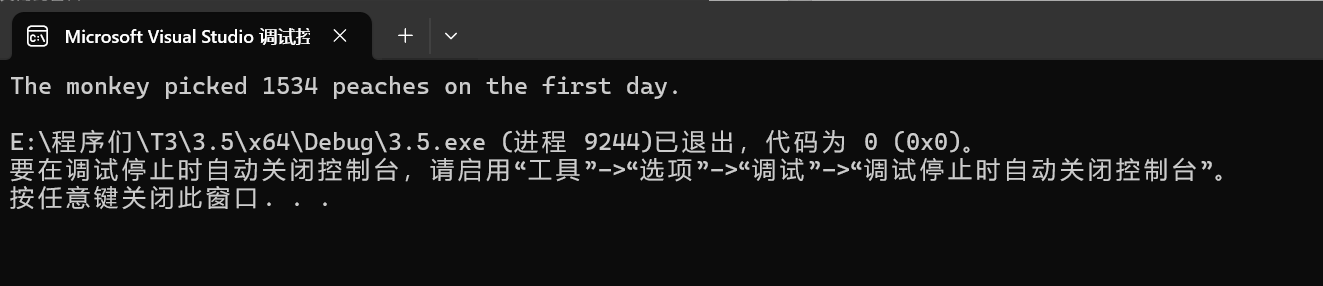 Microsoft Visual Studio 调试控
The monkey picked 1534 peaches on the first day.
E:\程序们\T3\3.5\x64\Debug\3.5.exe (进程 9244)已退出，代码为 0 (0x0)。
要在调试停止时自动关闭控制台，请启用“工具”->“选项”->“调试”->“调试停止时自动关闭控制台”。
按任意键关闭此窗口. . .